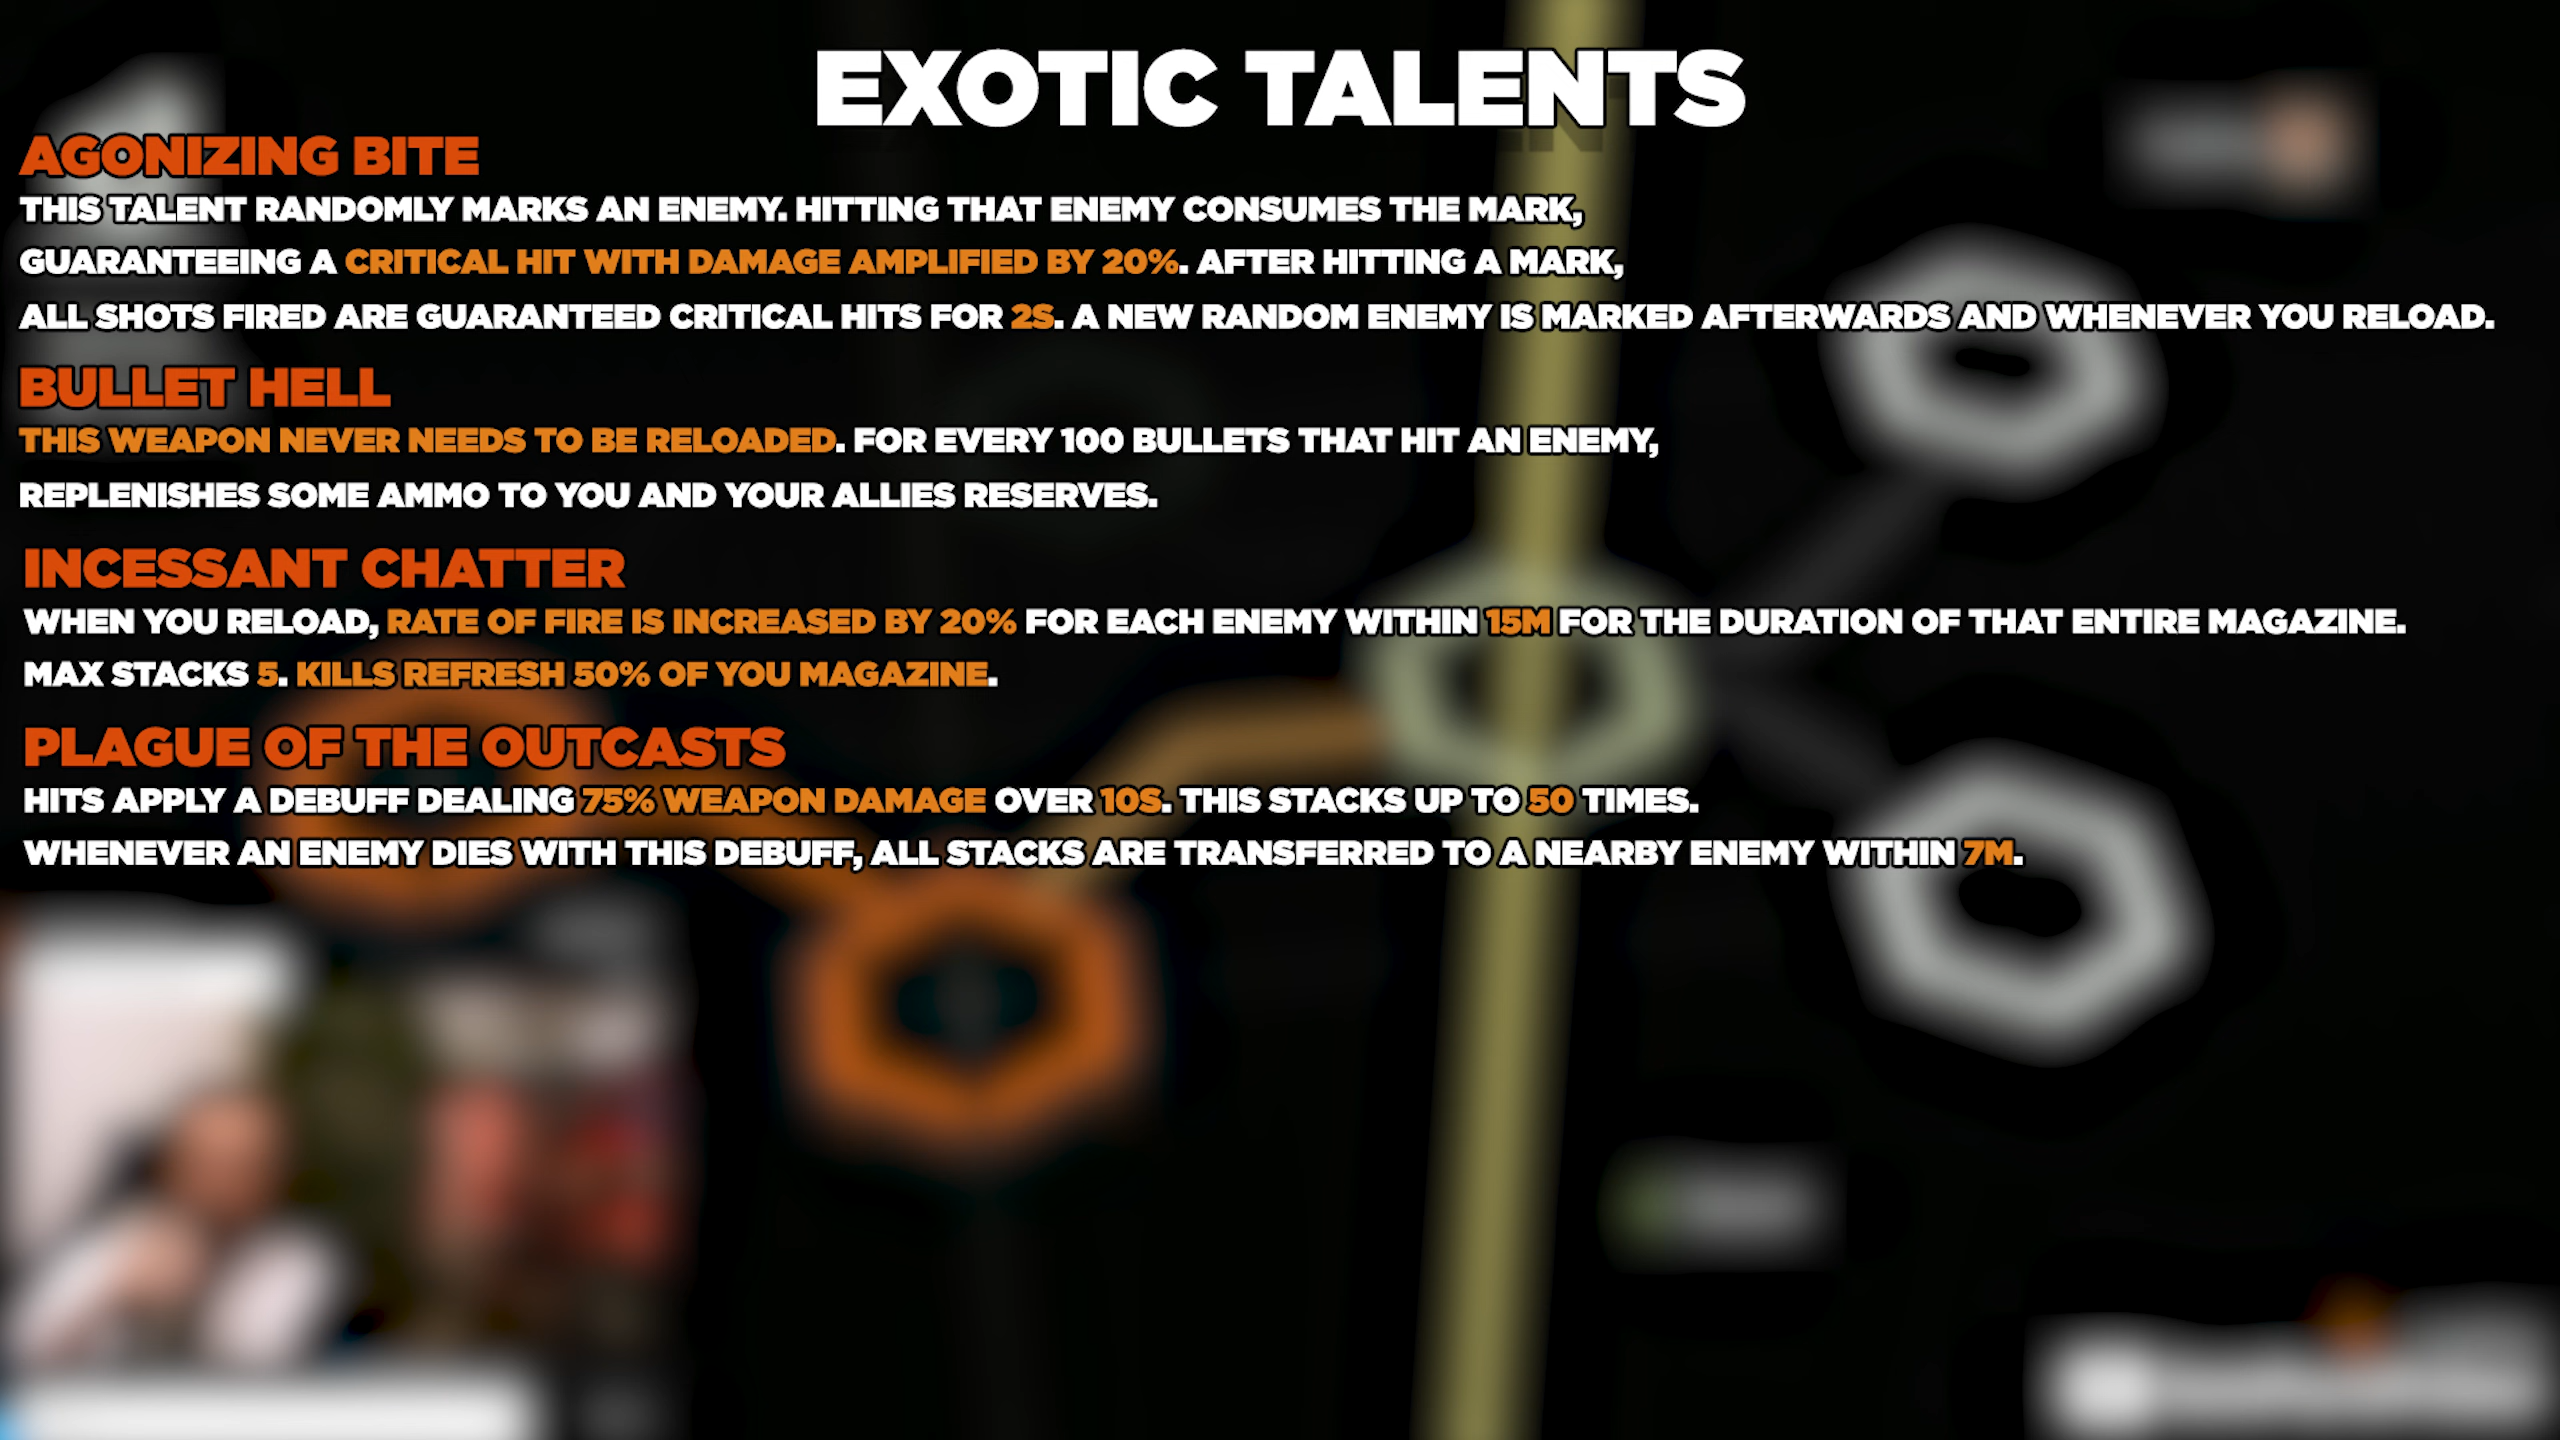 EXOTIC TALENTS
AGONIZING BITE
THIS TALENT RANDOMLY MARKS AN ENEMY. HITTING THAT ENEMY CONSUMES THE MARK,
GUARANTEEING A CRITICAL HIT WITH DAMAGE AMPLIFIED BY 20%. AFTER HITTING A MARK,
ALL SHOTS FIRED ARE GUARANTEED CRITICAL HITS FOR 2S. A NEW RANDOM ENEMY IS MARKED AFTERWARDS AND WHENEVER YOU RELOAD.
BULLET HELL
THIS WEAPON NEVER NEEDS TO BE RELOADED. FOR EVERY 100 BULLETS THAT HIT AN ENEMY,
REPLENISHES SOME AMMO TO YOU AND YOUR ALLIES RESERVES.
INCESSANT CHATTER
WHEN YOU RELOAD, RATE OF FIRE IS INCREASED BY 20% FOR EACH ENEMY WITHIN 15M FOR THE DURATION OF THAT ENTIRE MAGAZINE.
MAX STACKS 5. KILLS REFRESH 50% OF YOU MAGAZINE.
PLAGUE OF THE OUTCASTS
HITS APPLY A DEBUFF DEALING 75% WEAPON DAMAGE OVER 10S. THIS STACKS UP TO 50 TIMES.
WHENEVER AN ENEMY DIES WITH THIS DEBUFF, ALL STACKS ARE TRANSFERRED TO A NEARBY ENEMY WITHIN 7M.